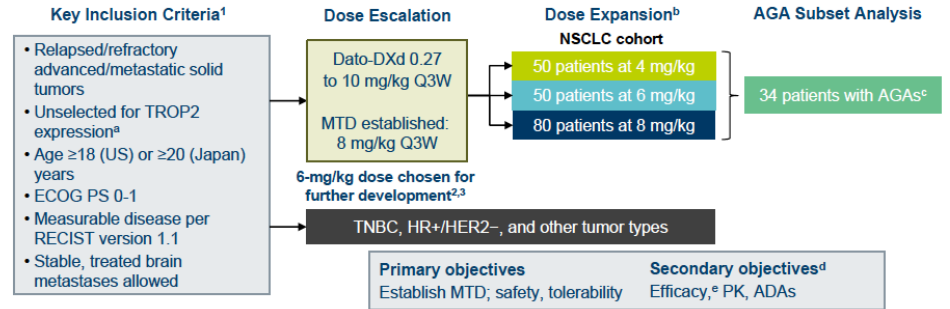 Key Inclusion Criteria¹
• Relapsed/refractory
advanced/metastatic solid
tumors
• Unselected for TROP2
expressionᵃ
• Age ≥18 (US) or ≥20 (Japan)
years
• ECOG PS 0-1
• Measurable disease per
RECIST version 1.1
• Stable, treated brain
metastases allowed
Dose Escalation
Dato-DXd 0.27
to 10 mg/kg Q3W
MTD established:
8 mg/kg Q3W
6-mg/kg dose chosen for
further development²,³
Dose Expansionᵇ
NSCLC cohort
50 patients at 4 mg/kg
50 patients at 6 mg/kg
80 patients at 8 mg/kg
AGA Subset Analysis
34 patients with AGAsᶜ
TNBC, HR+/HER2−, and other tumor types
Primary objectives
Establish MTD; safety, tolerability
Secondary objectivesᵈ
Efficacy,ᵉ PK, ADAs